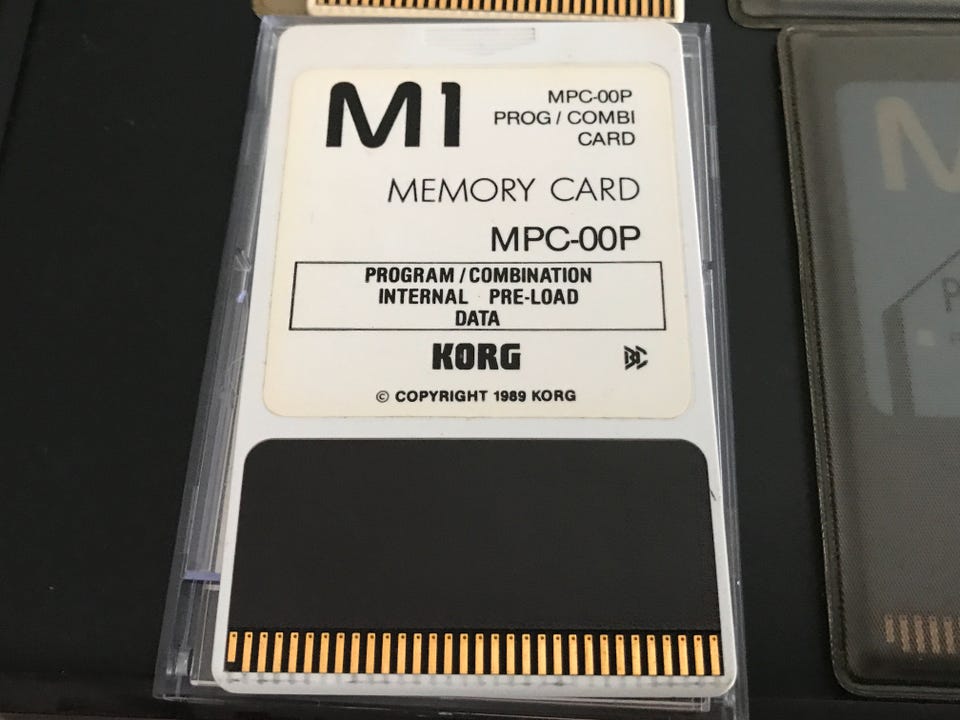 M1
MPC-00P
PROG / COMBI
CARD
MEMORY CARD
MPC-00P
PROGRAM / COMBINATION
INTERNAL PRE-LOAD
DATA
KORG
© COPYRIGHT 1989 KORG